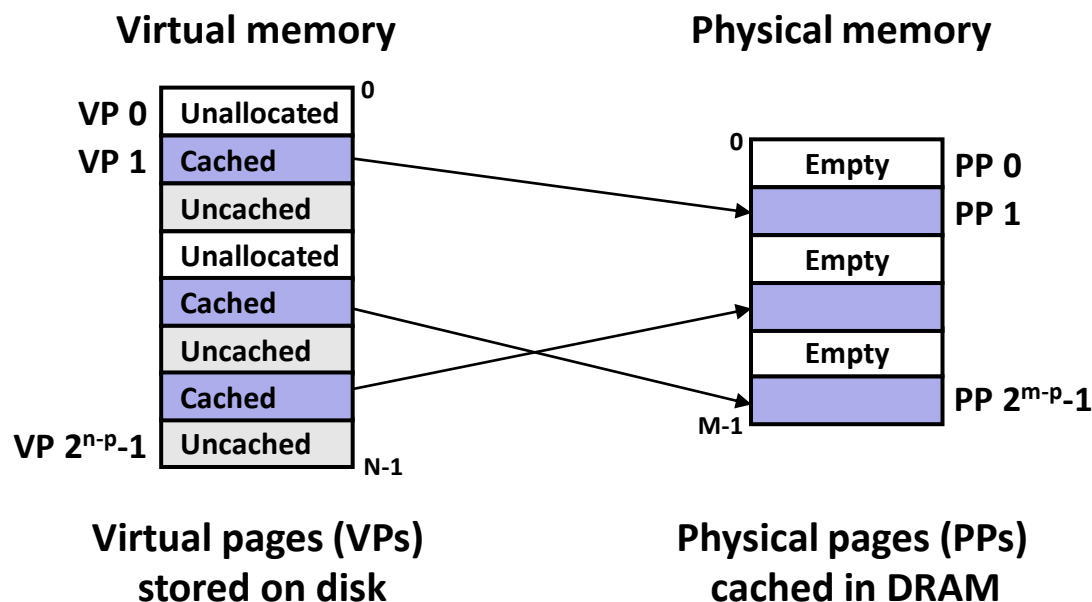 Virtual memory
Physical memory
0
VP 0
Unallocated
VP 1
Cached
Uncached
Unallocated
Cached
Uncached
Cached
VP 2ⁿ⁻ᵖ-1
Uncached
N-1
0
Empty
PP 0
PP 1
Empty
Empty
PP 2ᵐ⁻ᵖ-1
M-1
Virtual pages (VPs)
stored on disk
Physical pages (PPs)
cached in DRAM